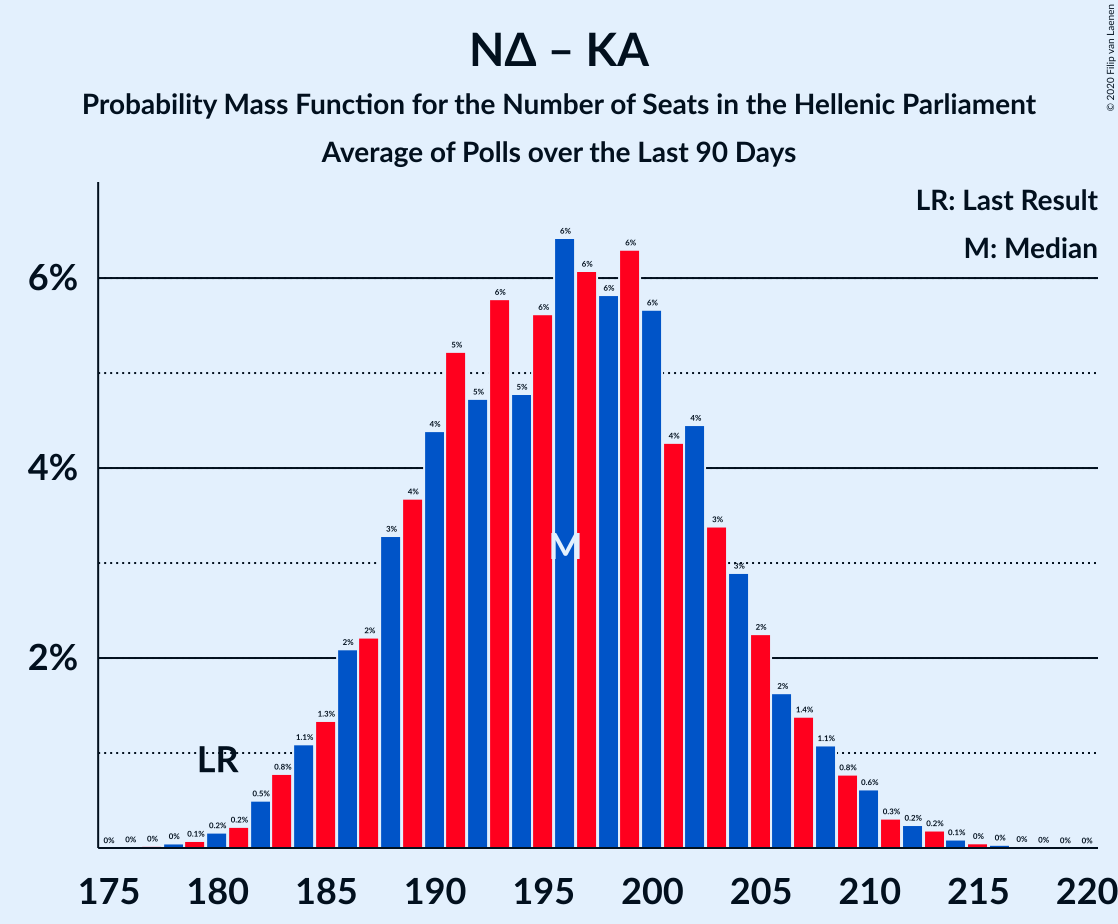 © 2020 Filip van Laenen
ΝΔ – ΚΑ
Probability Mass Function for the Number of Seats in the Hellenic Parliament
Average of Polls over the Last 90 Days
LR: Last Result
M: Median
6%
4%
2%
0% 0% 0% 0% 0.1% 0.2% 0.2% 0.5% 0.8% 1.1% 1.3% 2% 2% 3% 4% 4% 5% 5% 6% 5% 6% 6% 6% 6% 6% 6% 4% 4% 3% 3% 2% 2% 1.4% 1.1% 0.8% 0.6% 0.3% 0.2% 0.2% 0.1% 0% 0% 0% 0% 0% 0%
M
LR
175 180 185 190 195 200 205 210 215 220